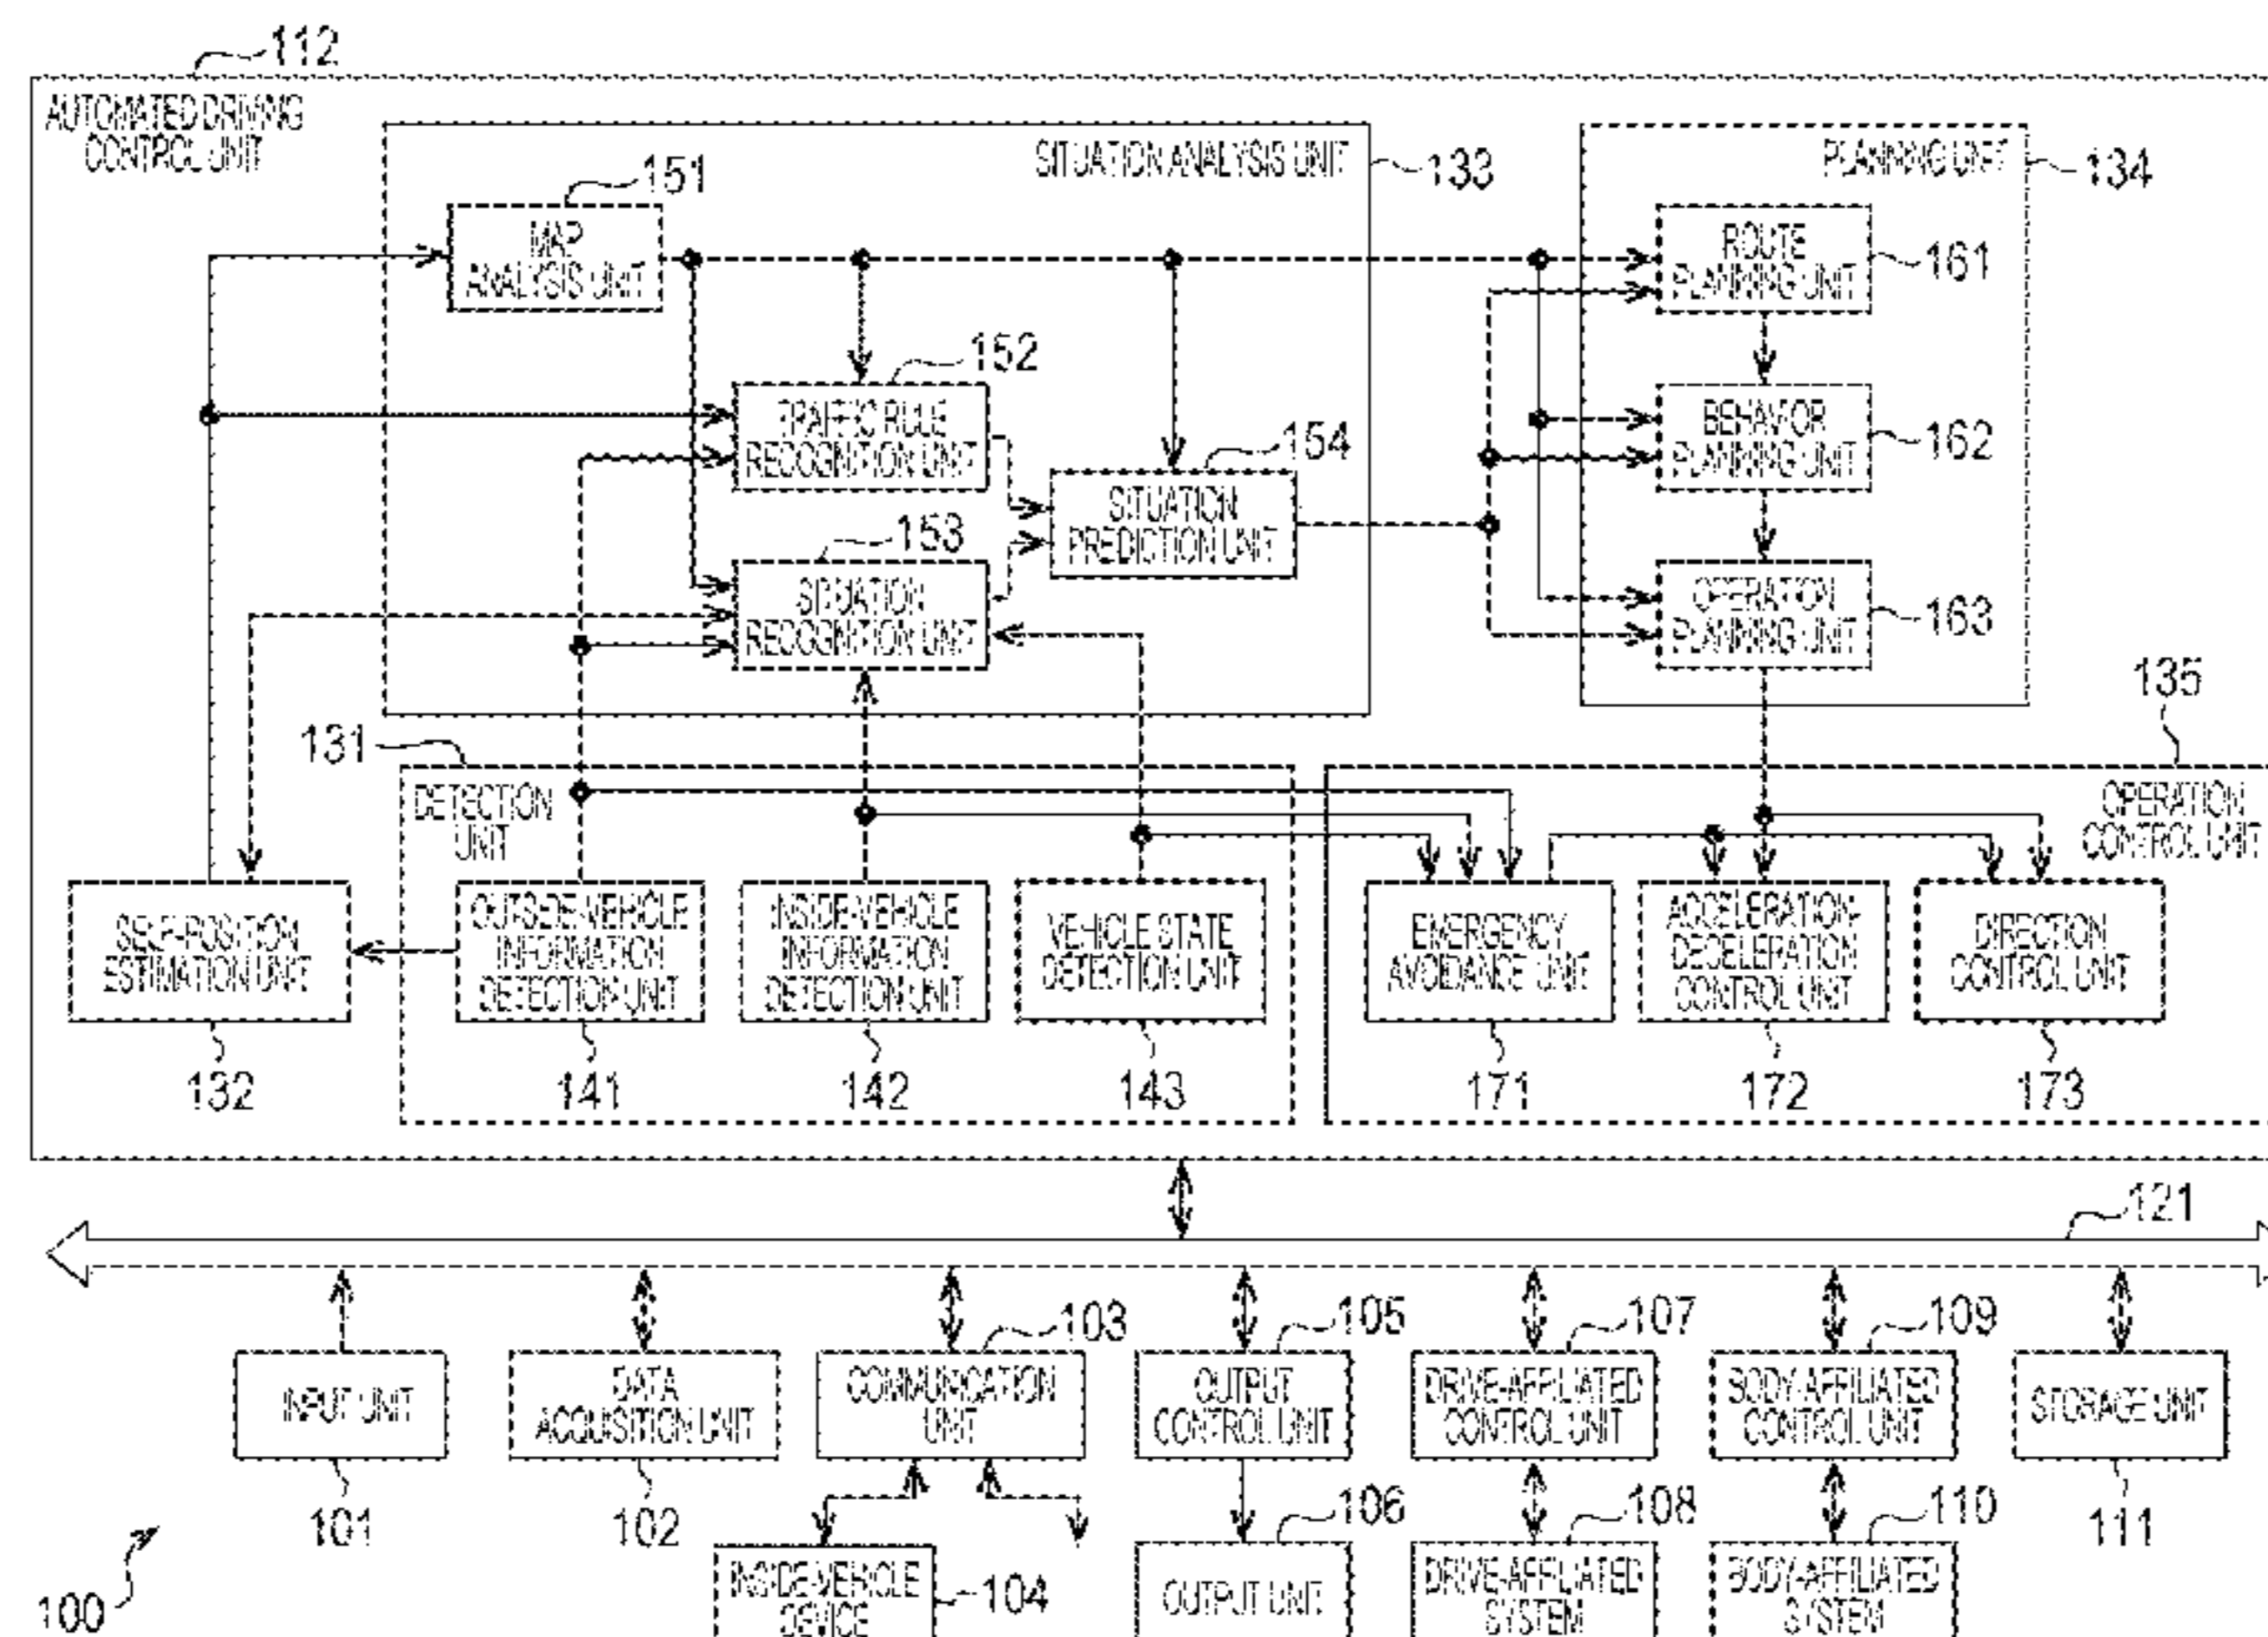 112
AUTOMATED DRIVING
CONTROL UNIT
SITUATION ANALYSIS UNIT
133
PLANNING UNIT
134
151
MAP
ANALYSIS UNIT
ROUTE
PLANNING UNIT
161
152
TRAFFIC RULE
RECOGNITION UNIT
BEHAVIOR
PLANNING UNIT
162
154
SITUATION
PREDICTION UNIT
153
SITUATION
RECOGNITION UNIT
OPERATION
PLANNING UNIT
163
135
131
DETECTION
UNIT
OPERATION
CONTROL UNIT
SELF-POSITION
ESTIMATION UNIT
OUTSIDE-VEHICLE
INFORMATION
DETECTION UNIT
INSIDE-VEHICLE
INFORMATION
DETECTION UNIT
VEHICLE STATE
DETECTION UNIT
EMERGENCY
AVOIDANCE UNIT
ACCELERATION
DECELERATION
CONTROL UNIT
DIRECTION
CONTROL UNIT
132
141
142
143
171
172
173
121
103
105
107
109
INPUT UNIT
DATA
ACQUISITION UNIT
COMMUNICATION
UNIT
OUTPUT
CONTROL UNIT
DRIVE-AFFILIATED
CONTROL UNIT
BODY-AFFILIATED
CONTROL UNIT
STORAGE UNIT
101
102
106
108
110
111
100
INSIDE-VEHICLE
DEVICE
104
OUTPUT UNIT
DRIVE-AFFILIATED
SYSTEM
BODY-AFFILIATED
SYSTEM